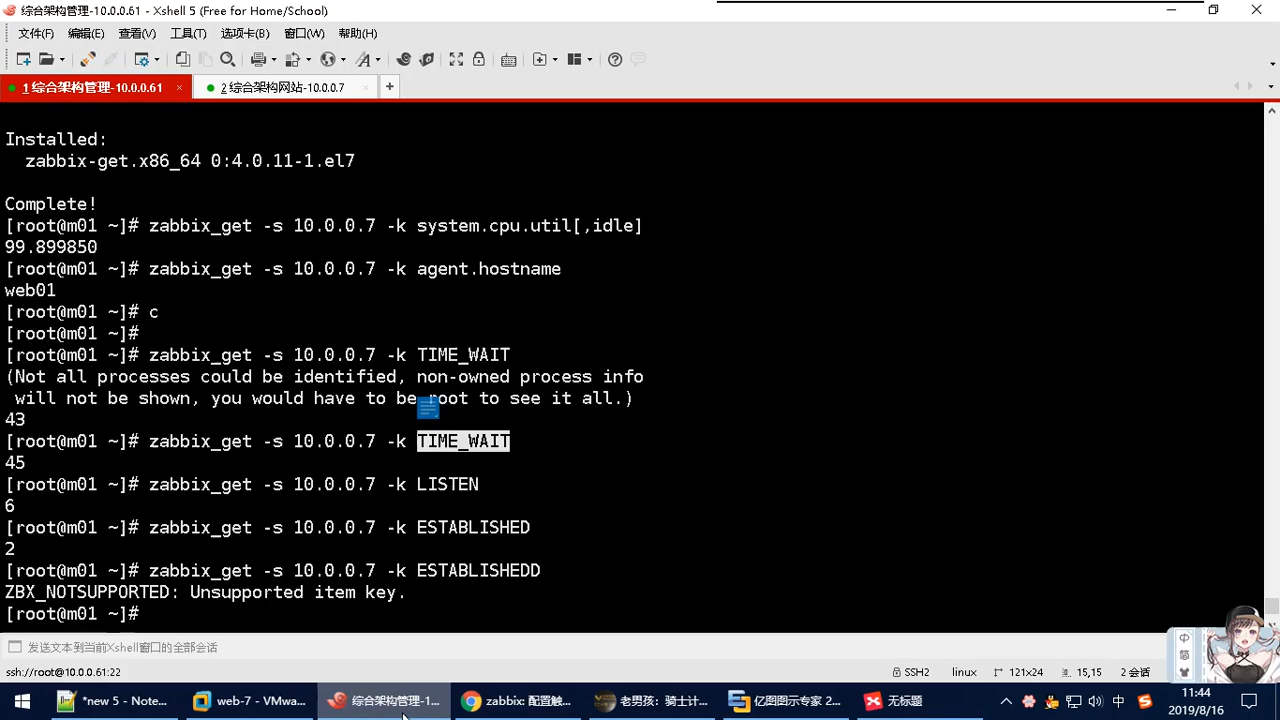 综合架构管理-10.0.0.61 - Xshell 5 (Free for Home/School)
文件(F) 编辑(E) 查看(V) 工具(T) 选项卡(B) 窗口(W) 帮助(H)
1 综合架构管理-10.0.0.61 × 2 综合架构网站-10.0.0.7 × +
Installed:
zabbix-get.x86_64 0:4.0.11-1.el7
Complete!
[root@m01 ~]# zabbix_get -s 10.0.0.7 -k system.cpu.util[,idle]
99.899850
[root@m01 ~]# zabbix_get -s 10.0.0.7 -k agent.hostname
web01
[root@m01 ~]# c
[root@m01 ~]#
[root@m01 ~]# zabbix_get -s 10.0.0.7 -k TIME_WAIT
(Not all processes could be identified, non-owned process info
will not be shown, you would have to be root to see it all.)
43
[root@m01 ~]# zabbix_get -s 10.0.0.7 -k TIME_WAIT
45
[root@m01 ~]# zabbix_get -s 10.0.0.7 -k LISTEN
6
[root@m01 ~]# zabbix_get -s 10.0.0.7 -k ESTABLISHED
2
[root@m01 ~]# zabbix_get -s 10.0.0.7 -k ESTABLISHEDD
ZBX_NOTSUPPORTED: Unsupported item key.
[root@m01 ~]#
发送文本到当前Xshell窗口的全部会话
中
简
ssh://root@10.0.0.61:22 SSH2 linux 121x24 15,15 2 会话
*new 5 - Note... web-7 - VMwa... 综合架构管理-1... zabbix: 配置触... 老男孩: 骑士计... 亿图图示专家 2... 无标题 中 11:44
2019/8/16